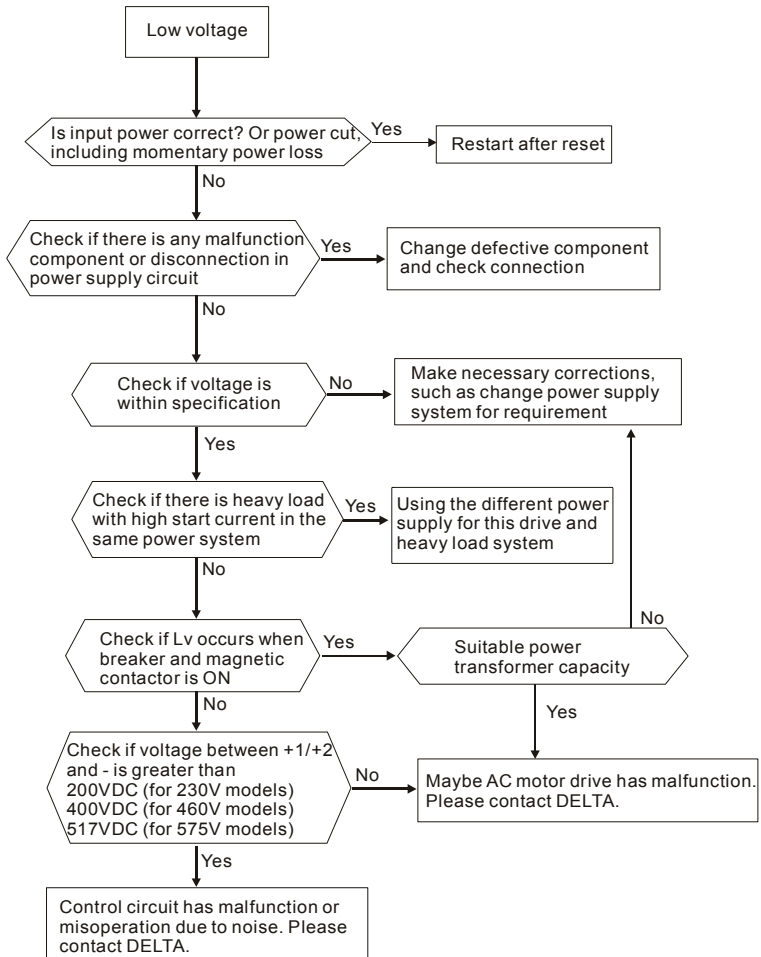 Low voltage
Is input power correct? Or power cut,
including momentary power loss
Yes
Restart after reset
No
Check if there is any malfunction
component or disconnection in
power supply circuit
Yes
Change defective component
and check connection
No
Check if voltage is
within specification
No
Make necessary corrections,
such as change power supply
system for requirement
Yes
Check if there is heavy load
with high start current in the
same power system
Yes
Using the different power
supply for this drive and
heavy load system
No
Check if Lv occurs when
breaker and magnetic
contactor is ON
Yes
Suitable power
transformer capacity
No
No
Yes
Check if voltage between +1/+2
and - is greater than
200VDC (for 230V models)
400VDC (for 460V models)
517VDC (for 575V models)
No
Maybe AC motor drive has malfunction.
Please contact DELTA.
Yes
Control circuit has malfunction or
misoperation due to noise. Please
contact DELTA.